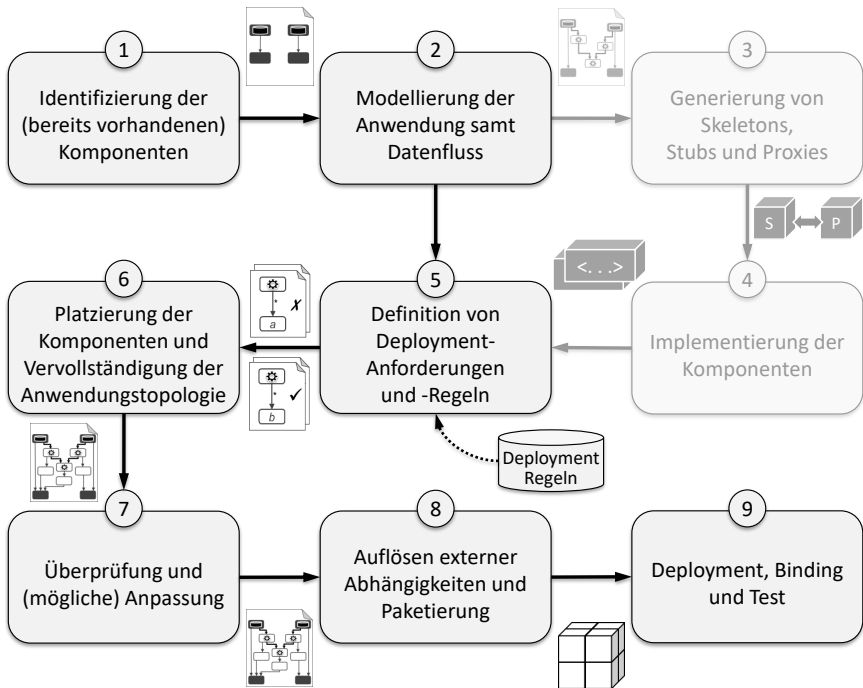 1
Identifizierung der
(bereits vorhandenen)
Komponenten
2
Modellierung der
Anwendung samt
Datenfluss
3
Generierung von
Skeletons,
Stubs und Proxies
S
P
4
Implementierung der
Komponenten
<...>
5
Definition von
Deployment-
Anforderungen
und -Regeln
Deployment
Regeln
*
a
✗
*
b
✓
6
Platzierung der
Komponenten und
Vervollständigung der
Anwendungstopologie
7
Überprüfung und
(mögliche) Anpassung
8
Auflösen externer
Abhängigkeiten und
Paketierung
9
Deployment, Binding
und Test